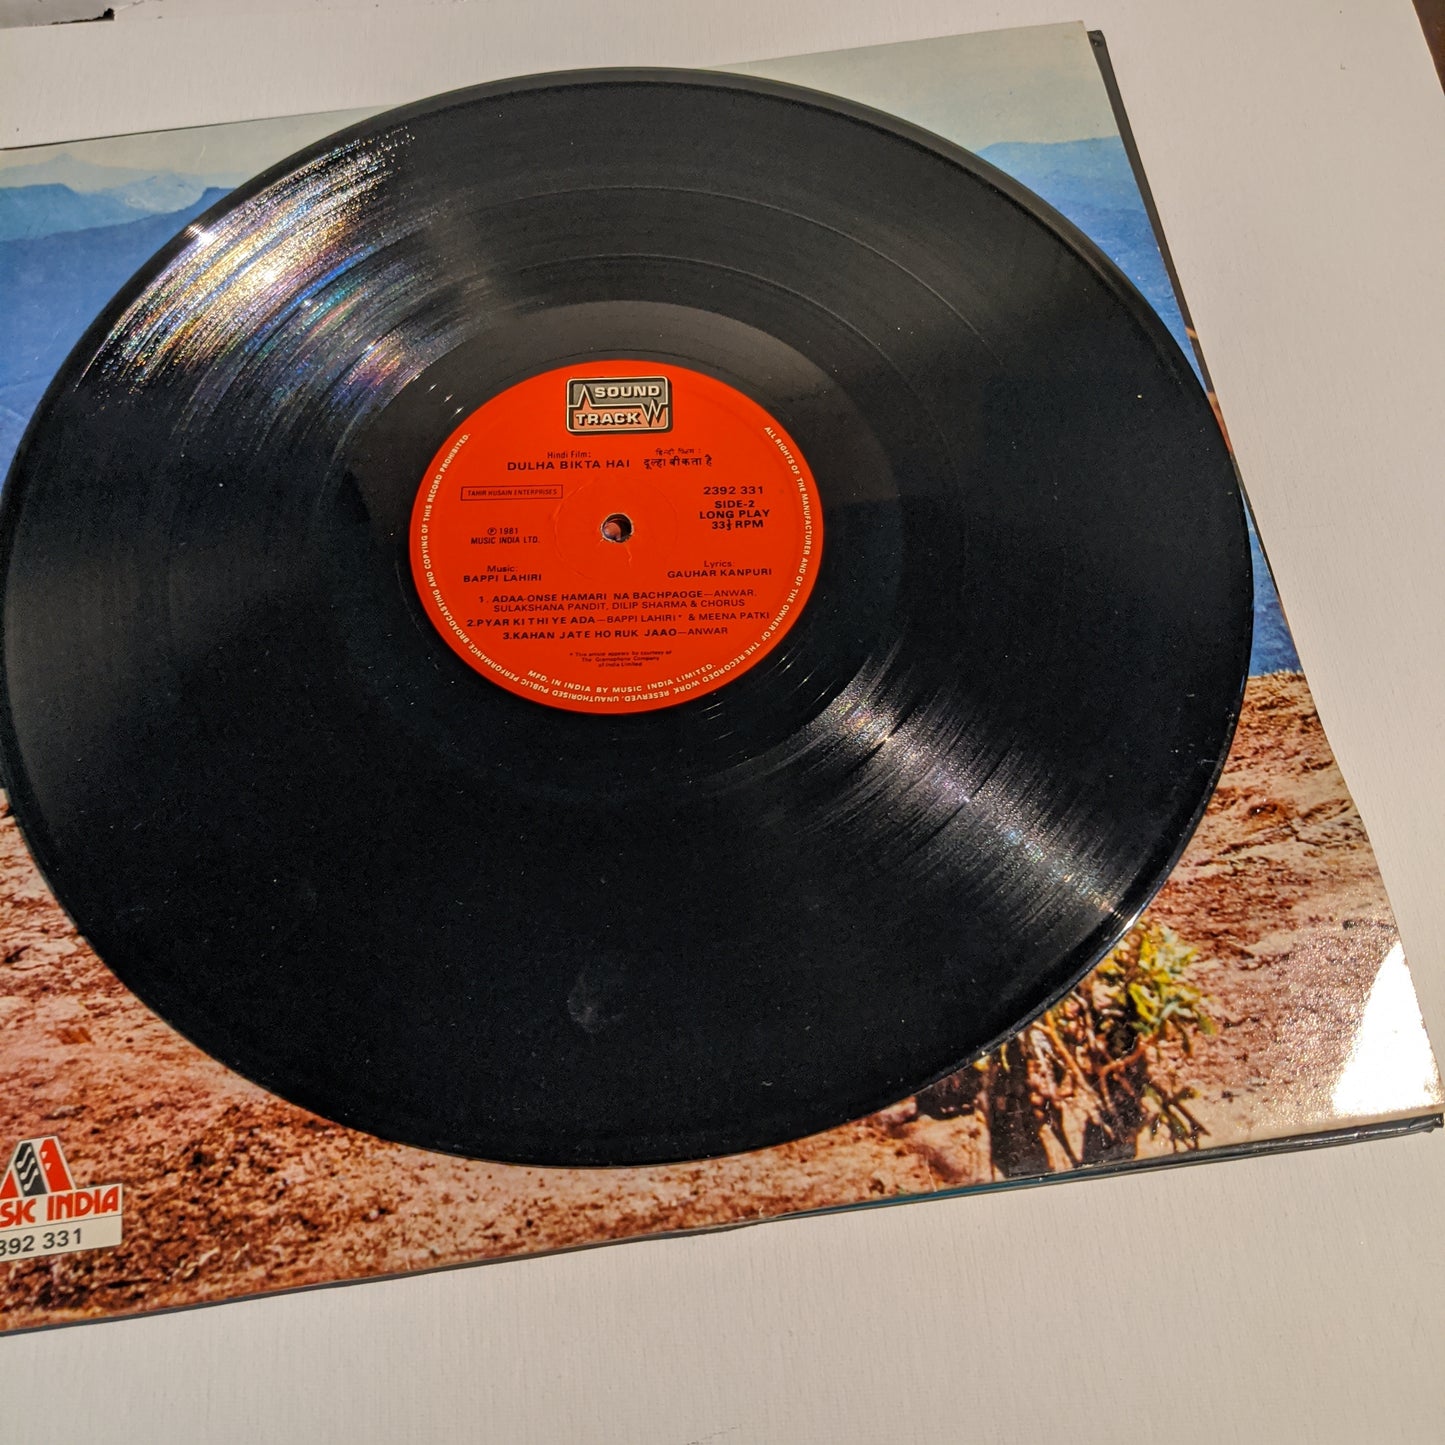 SOUND
TRACK
Hindi Film: हिन्दी फिल्म :
DULHA BIKTA HAI दूल्हा बीकता है
TAHIR HUSAIN ENTERPRISES
2392 331
SIDE-2
LONG PLAY
33⅓ RPM
℗ 1981
MUSIC INDIA LTD.
Music:
BAPPI LAHIRI
Lyrics:
GAUHAR KANPURI
1. ADAA-ONSE HAMARI NA BACHPAOGE—ANWAR,
SULAKSHANA PANDIT, DILIP SHARMA & CHORUS
2.PYAR KI THI YE ADA—BAPPI LAHIRI* & MEENA PATKI
3.KAHAN JATE HO RUK JAAO—ANWAR
* This artist appears by courtesy of
The Gramophone Company
of India Limited
ALL RIGHTS OF THE MANUFACTURER AND OF THE OWNER OF THE RECORDED WORK RESERVED. UNAUTHORISED PUBLIC PERFORMANCE, BROADCASTING AND COPYING OF THIS RECORD PROHIBITED.
MFD. IN INDIA BY MUSIC INDIA LIMITED.
SIC INDIA
392 331